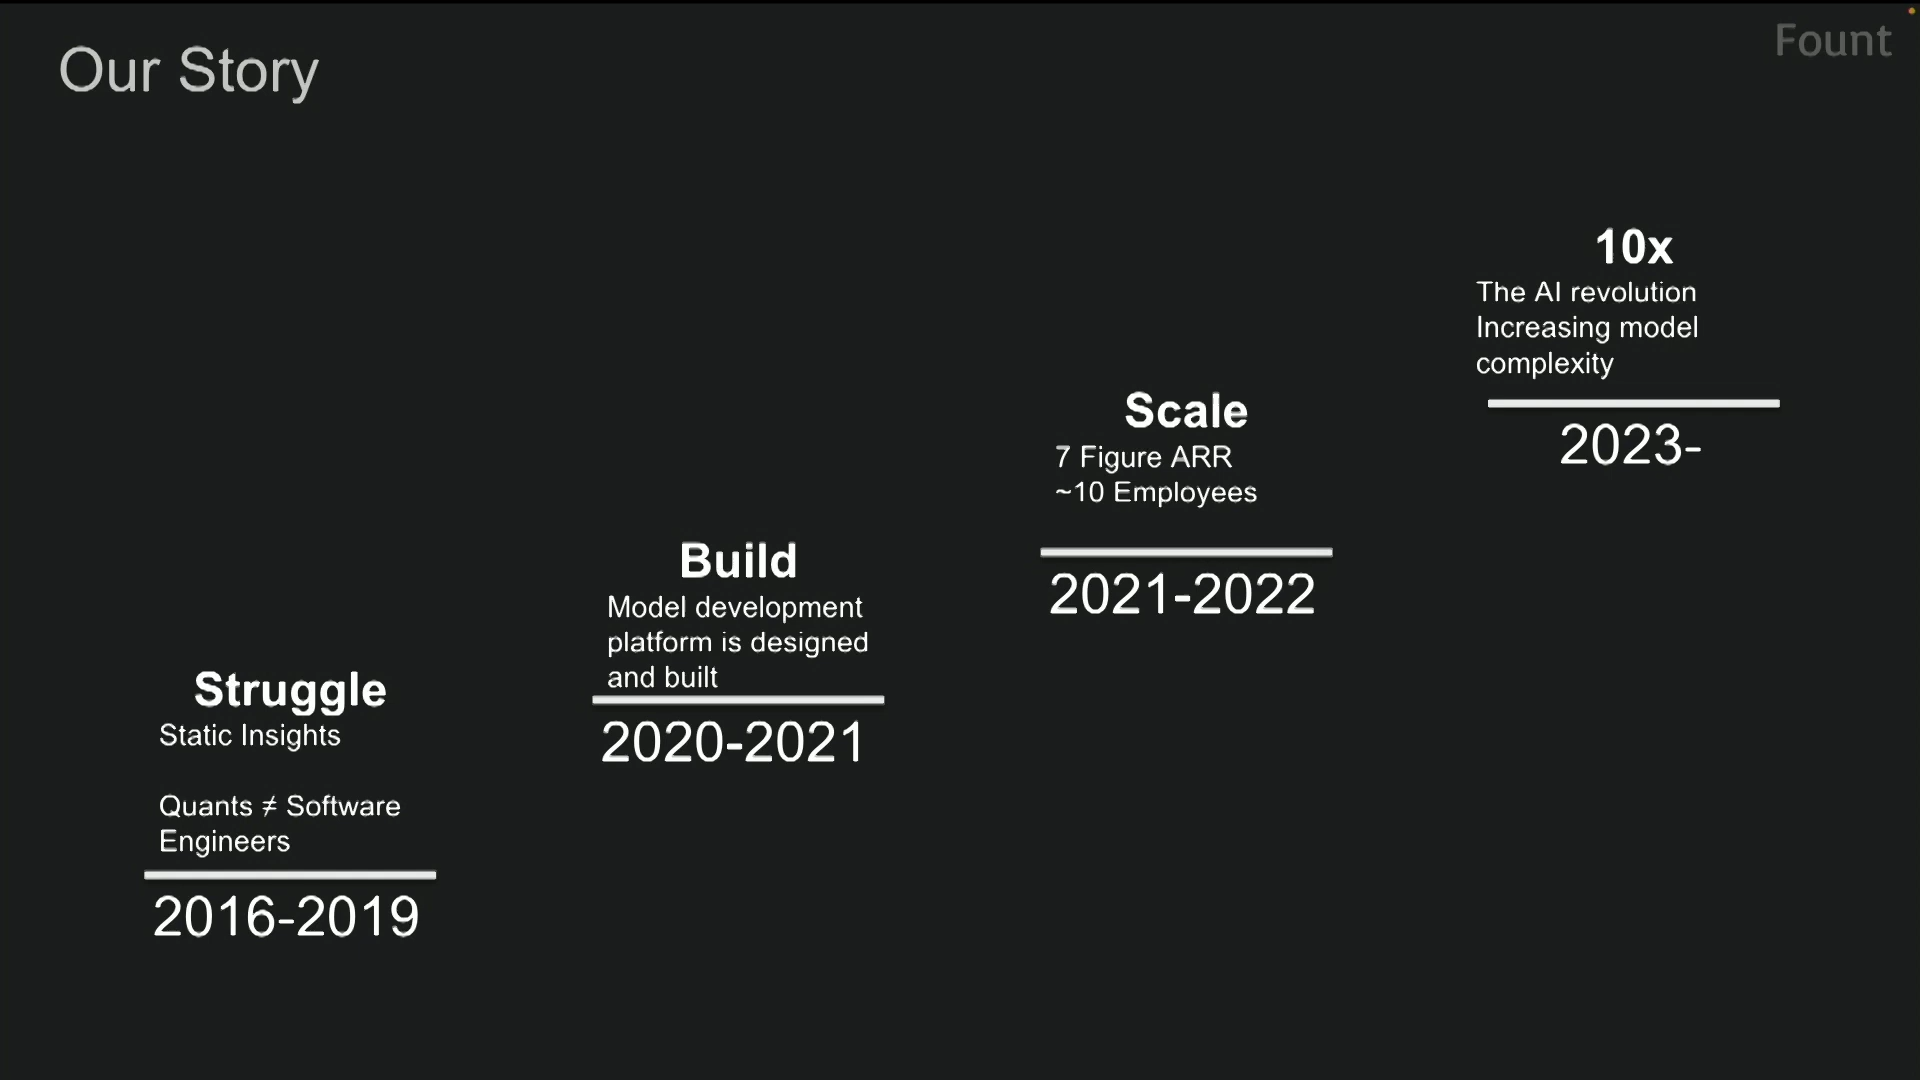 Our Story
Fount
Struggle
Static Insights
Quants ≠ Software
Engineers
2016-2019
Build
Model development
platform is designed
and built
2020-2021
Scale
7 Figure ARR
~10 Employees
2021-2022
10x
The AI revolution
Increasing model
complexity
2023-